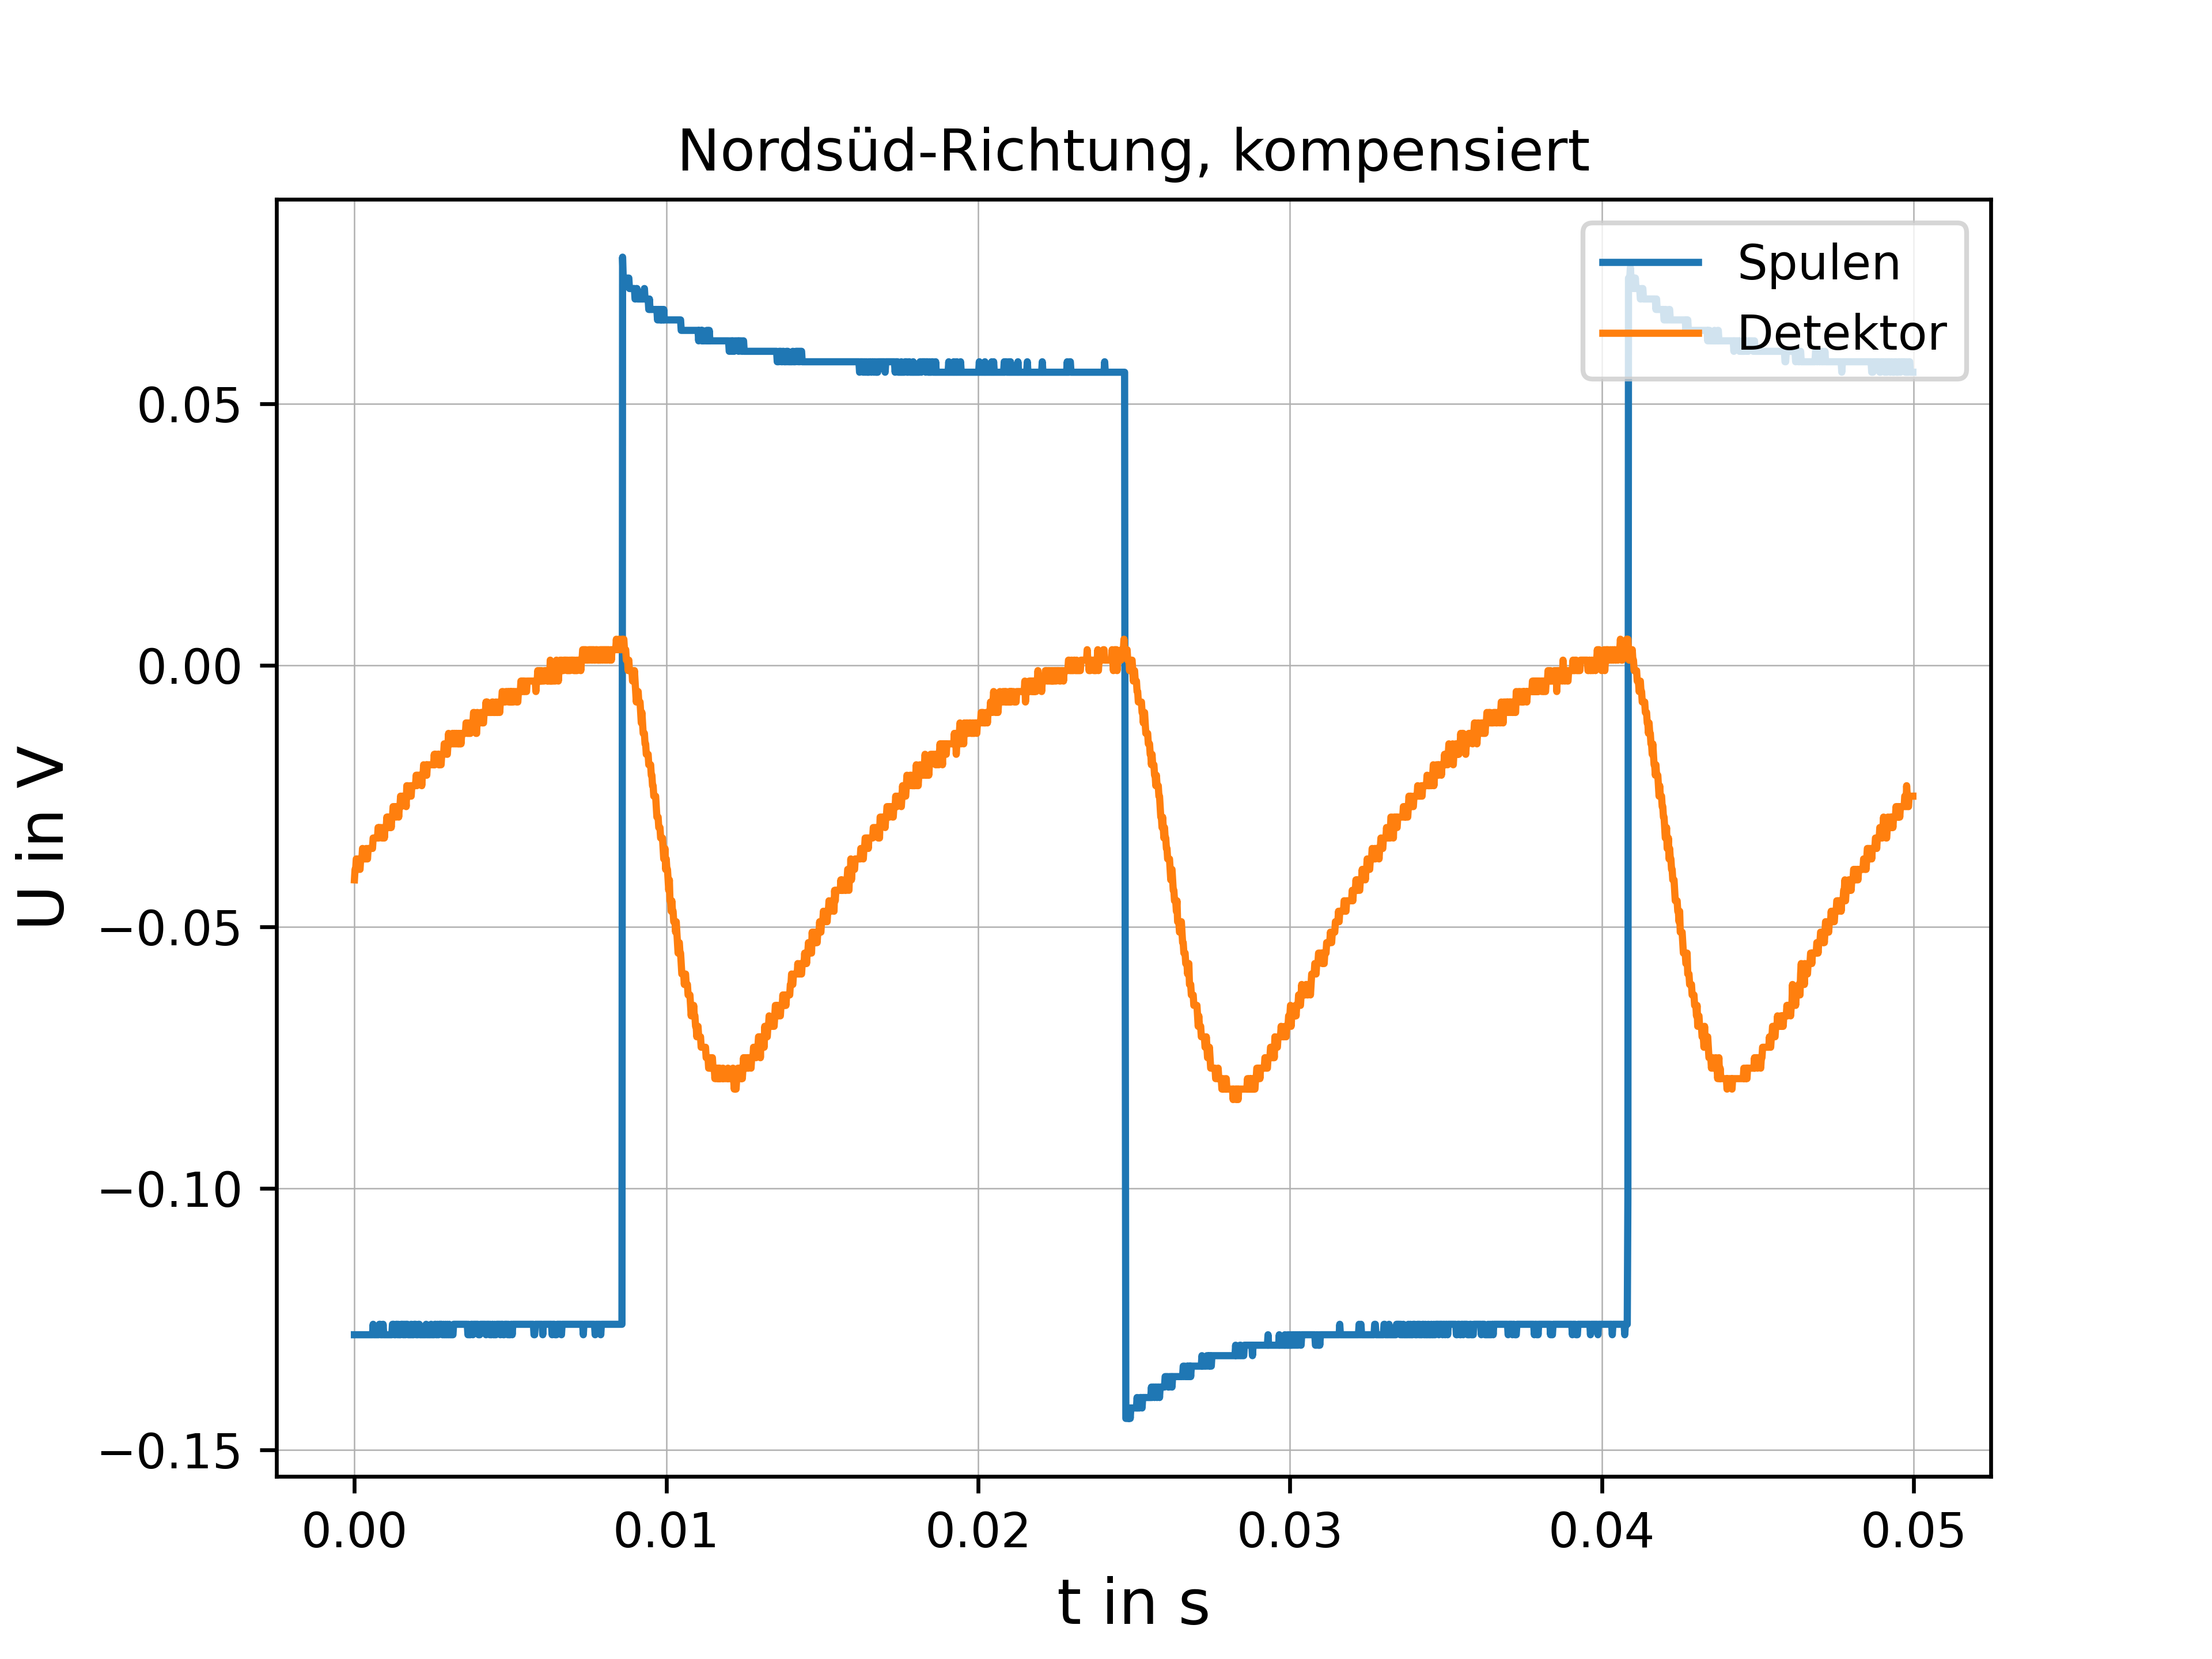 Nordsüd-Richtung, kompensiert
Spulen
Detektor
U in V
0.05
0.00
−0.05
−0.10
−0.15
0.00 0.01 0.02 0.03 0.04 0.05
t in s